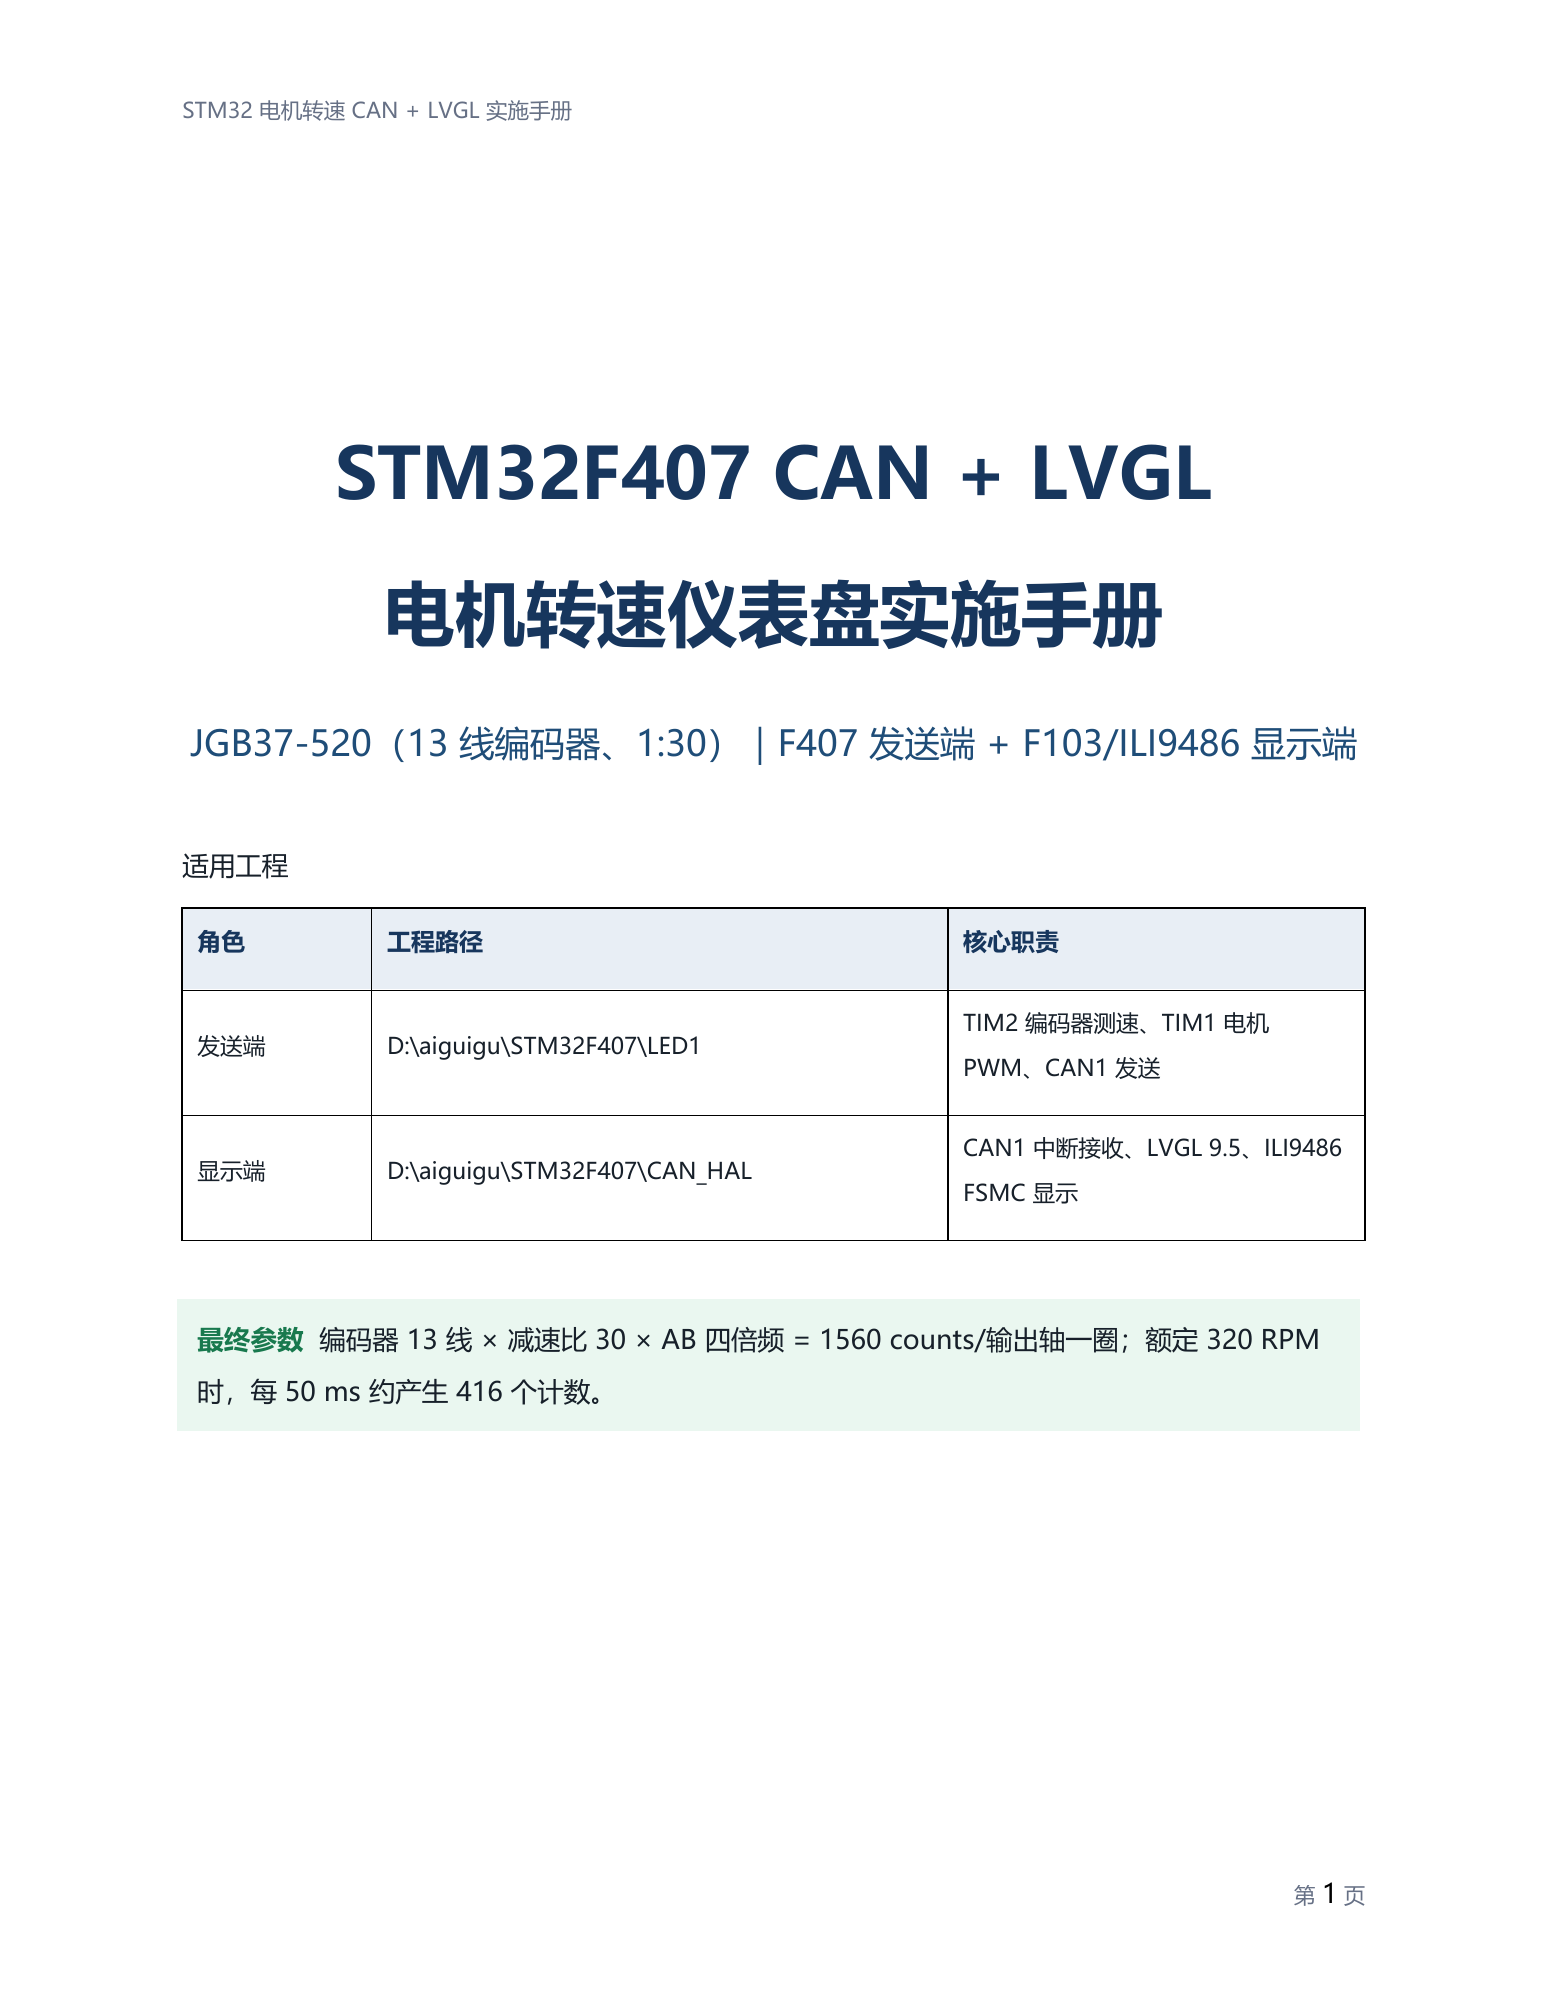 STM32 电机转速 CAN + LVGL 实施手册
STM32F407 CAN + LVGL
电机转速仪表盘实施手册
JGB37-520（13 线编码器、1:30）｜F407 发送端 + F103/ILI9486 显示端
适用工程
角色 工程路径 核心职责
发送端 D:\aiguigu\STM32F407\LED1 TIM2 编码器测速、TIM1 电机
PWM、CAN1 发送
显示端 D:\aiguigu\STM32F407\CAN_HAL CAN1 中断接收、LVGL 9.5、ILI9486
FSMC 显示
最终参数 编码器 13 线 × 减速比 30 × AB 四倍频 = 1560 counts/输出轴一圈；额定 320 RPM
时，每 50 ms 约产生 416 个计数。
第 1 页